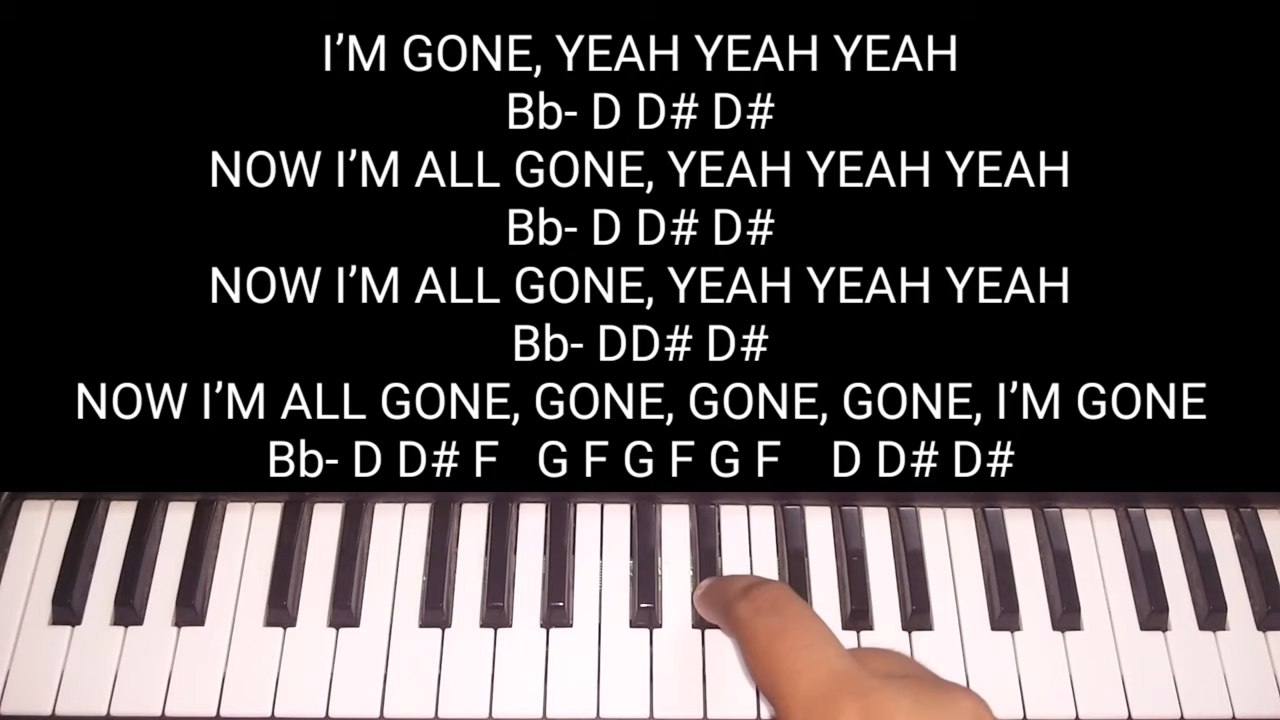 I’M GONE, YEAH YEAH YEAH
Bb- D D# D#
NOW I’M ALL GONE, YEAH YEAH YEAH
Bb- D D# D#
NOW I’M ALL GONE, YEAH YEAH YEAH
Bb- DD# D#
NOW I’M ALL GONE, GONE, GONE, GONE, I’M GONE
Bb- D D# F G F G F G F D D# D#